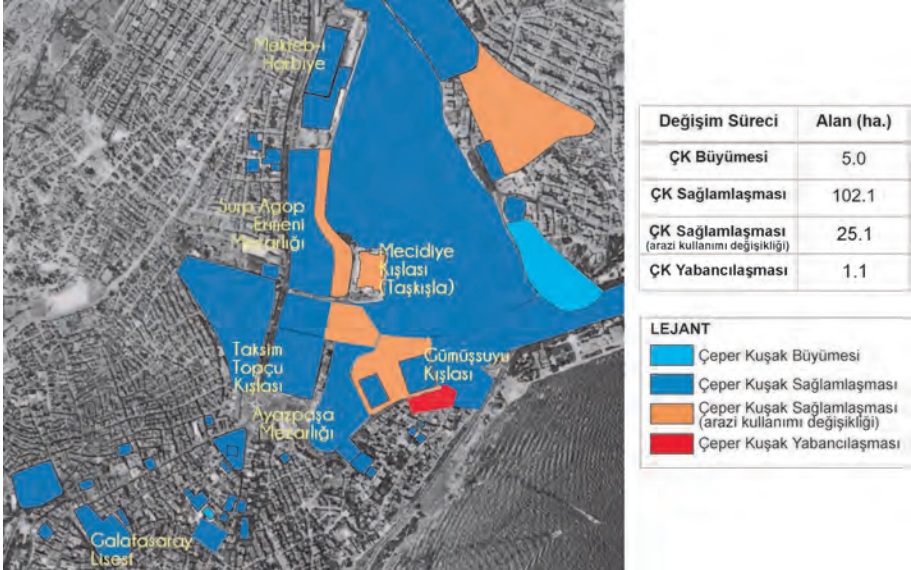 Mekteb-i
Harbiye
Surp Agop
Ermeni
Mezarlığı
Mecidiye
Kışlası
(Taşkışla)
Taksim
Topçu
Kışlası
Gümüşsuyu
Kışlası
Ayazpaşa
Mezarlığı
Galatasaray
Lisesi
Değişim Süreci Alan (ha.)
ÇK Büyümesi 5.0
ÇK Sağlamlaşması 102.1
ÇK Sağlamlaşması 25.1
(arazi kullanımı değişikliği)
ÇK Yabancılaşması 1.1
LEJANT
Çeper Kuşak Büyümesi
Çeper Kuşak Sağlamlaşması
Çeper Kuşak Sağlamlaşması
(arazi kullanımı değişikliği)
Çeper Kuşak Yabancılaşması